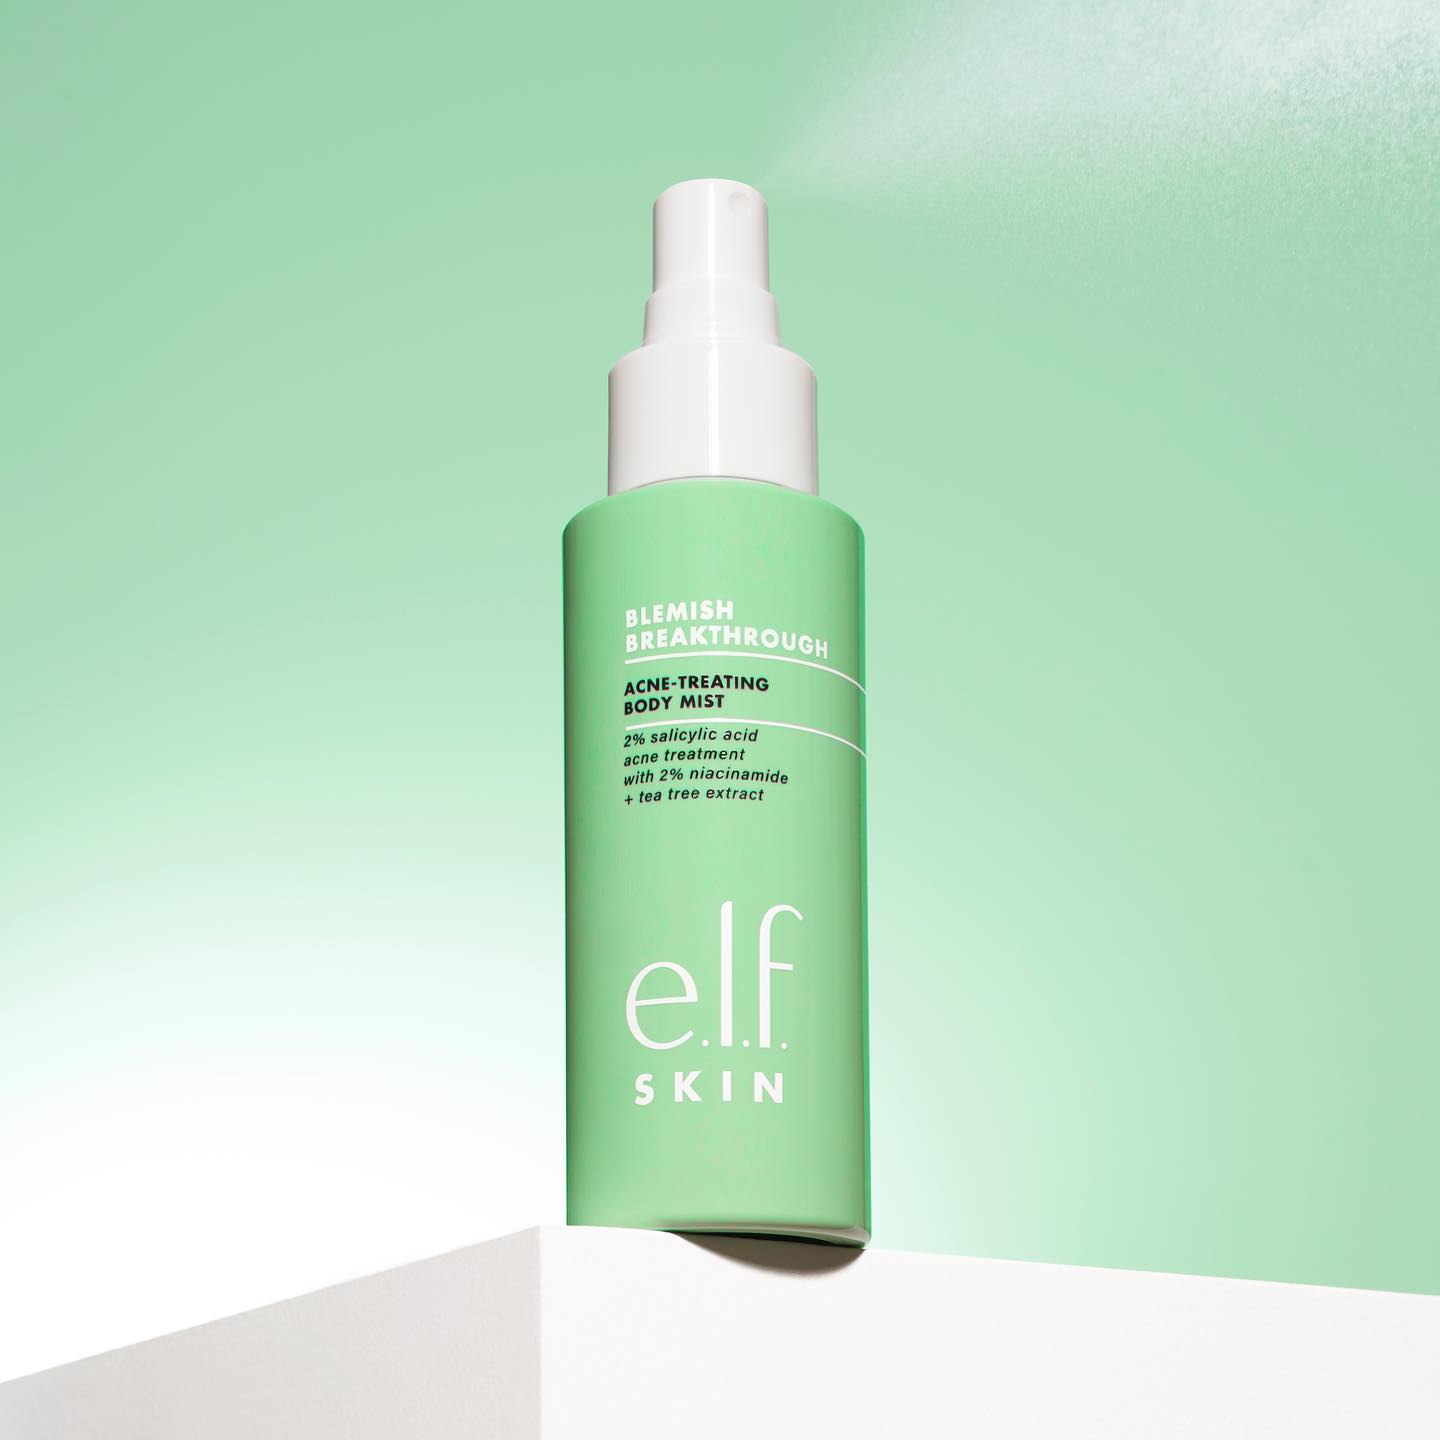 BLEMISH
BREAKTHROUGH
ACNE-TREATING
BODY MIST
2% salicylic acid
acne treatment
with 2% niacinamide
+ tea tree extract
e.l.f.
SKIN